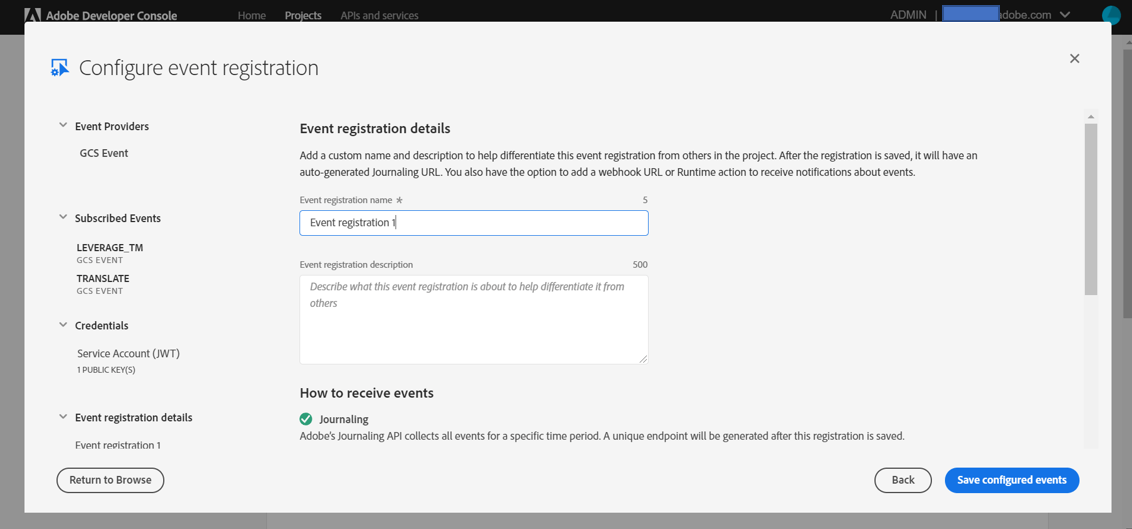 Adobe Developer Console
Home
Projects
APIs and services
ADMIN | adobe.com
Configure event registration
Event Providers
GCS Event
Subscribed Events
LEVERAGE_TM
GCS EVENT
TRANSLATE
GCS EVENT
Credentials
Service Account (JWT)
1 PUBLIC KEY(S)
Event registration details
Event registration 1
Event registration details
Add a custom name and description to help differentiate this event registration from others in the project. After the registration is saved, it will have an
auto-generated Journaling URL. You also have the option to add a webhook URL or Runtime action to receive notifications about events.
Event registration name *
5
Event registration 1
Event registration description
500
Describe what this event registration is about to help differentiate it from
others
How to receive events
Journaling
Adobe's Journaling API collects all events for a specific time period. A unique endpoint will be generated after this registration is saved.
Return to Browse
Back
Save configured events